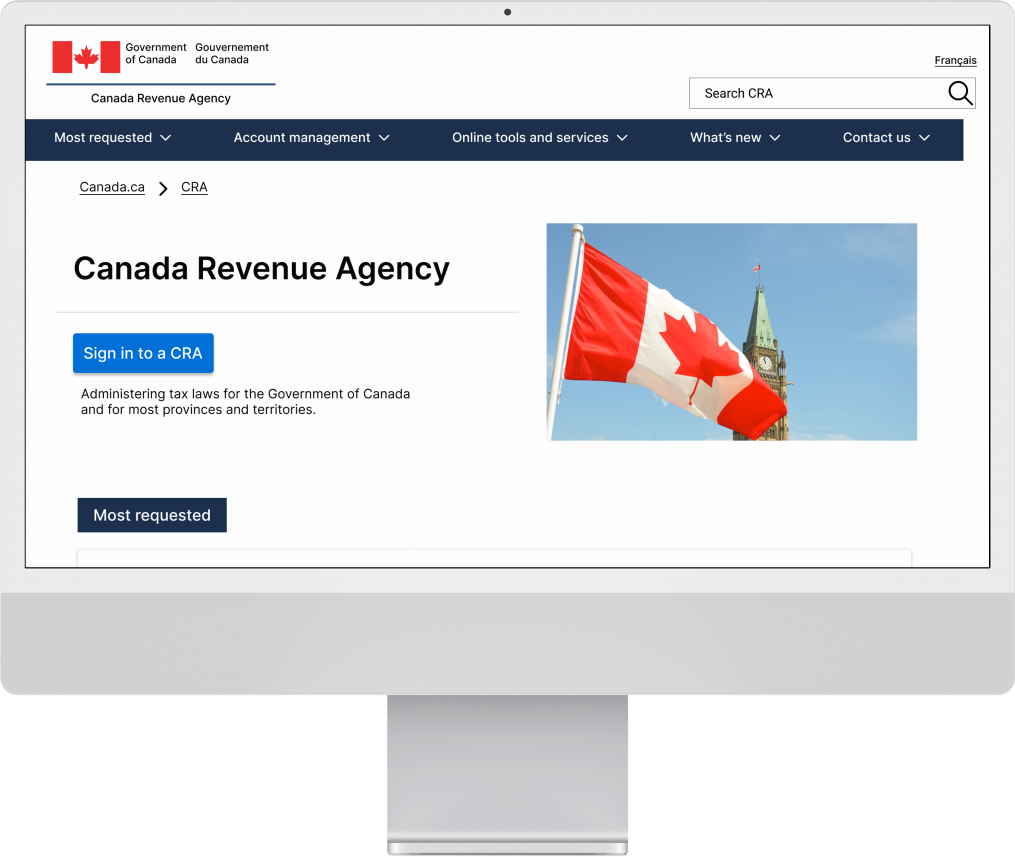 Government Gouvernement
of Canada du Canada
Canada Revenue Agency
Français
Search CRA
Most requested Account management Online tools and services What's new Contact us
Canada.ca CRA
Canada Revenue Agency
Sign in to a CRA
Administering tax laws for the Government of Canada
and for most provinces and territories.
Most requested